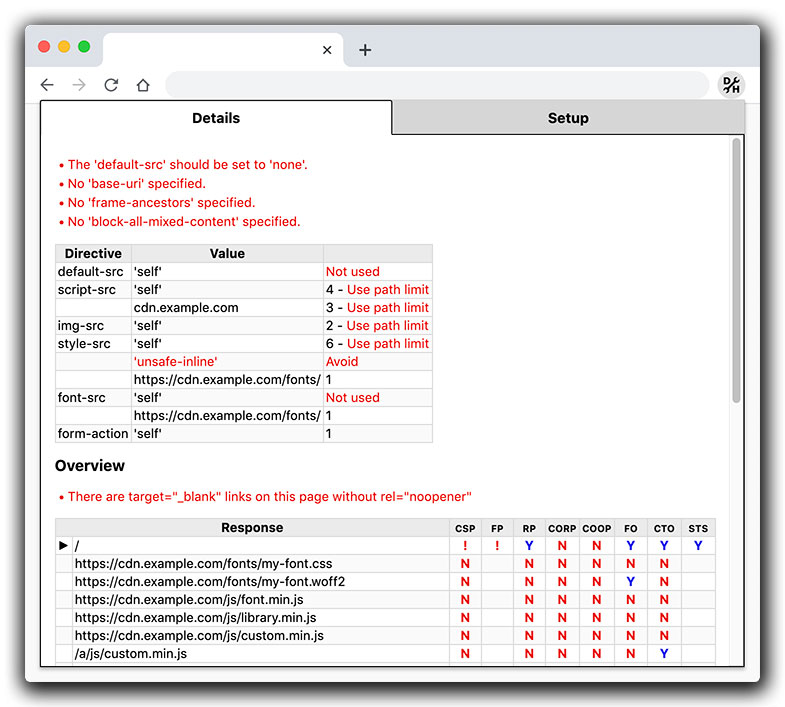 D
H
Details Setup
• The 'default-src' should be set to 'none'.
• No 'base-uri' specified.
• No 'frame-ancestors' specified.
• No 'block-all-mixed-content' specified.
Directive Value
default-src 'self' Not used
script-src 'self' 4 - Use path limit
cdn.example.com 3 - Use path limit
img-src 'self' 2 - Use path limit
style-src 'self' 6 - Use path limit
'unsafe-inline' Avoid
https://cdn.example.com/fonts/ 1
font-src 'self' Not used
https://cdn.example.com/fonts/ 1
form-action 'self' 1
Overview
• There are target="_blank" links on this page without rel="noopener"
Response CSP FP RP CORP COOP FO CTO STS
/ ! ! Y N N Y Y Y
https://cdn.example.com/fonts/my-font.css N N N N N N
https://cdn.example.com/fonts/my-font.woff2 N N N N Y N
https://cdn.example.com/js/font.min.js N N N N N N
https://cdn.example.com/js/library.min.js N N N N N N
https://cdn.example.com/js/custom.min.js N N N N N N
/a/js/custom.min.js N N N N N Y